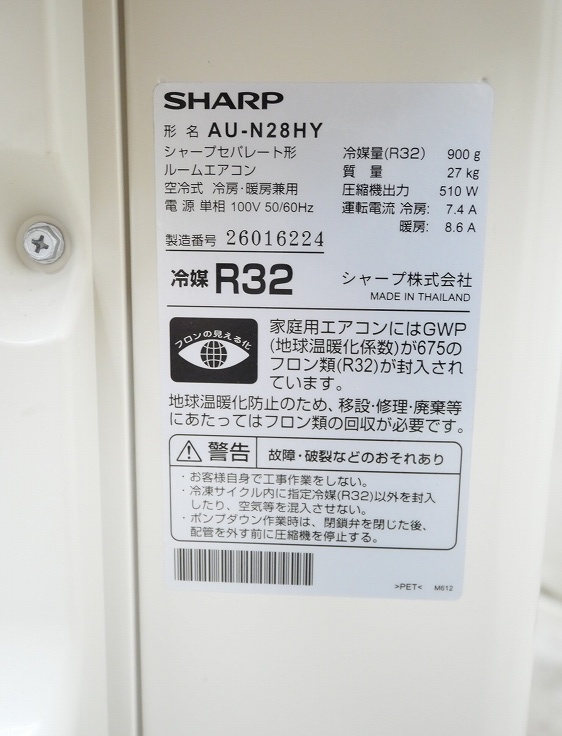 SHARP
形 名 AU-N28HY
シャープセパレート形
ルームエアコン
空冷式 冷房・暖房兼用
電 源 単相 100V 50/60Hz
冷媒量(R32) 900 g
質 量 27 kg
圧縮機出力 510 W
運転電流 冷房: 7.4 A
暖房: 8.6 A
製造番号 26016224
冷媒 R32
シャープ株式会社
MADE IN THAILAND
フロンの見える化
家庭用エアコンにはGWP
(地球温暖化係数)が675の
フロン類(R32)が封入され
ています。
地球温暖化防止のため、移設・修理・廃棄等
にあたってはフロン類の回収が必要です。
警告 故障・破裂などのおそれあり
・お客様自身で工事作業をしない。
・冷凍サイクル内に指定冷媒(R32)以外を封入
したり、空気等を混入させない。
・ポンプダウン作業時は、閉鎖弁を閉じた後、
配管を外す前に圧縮機を停止する。
>PET< M612